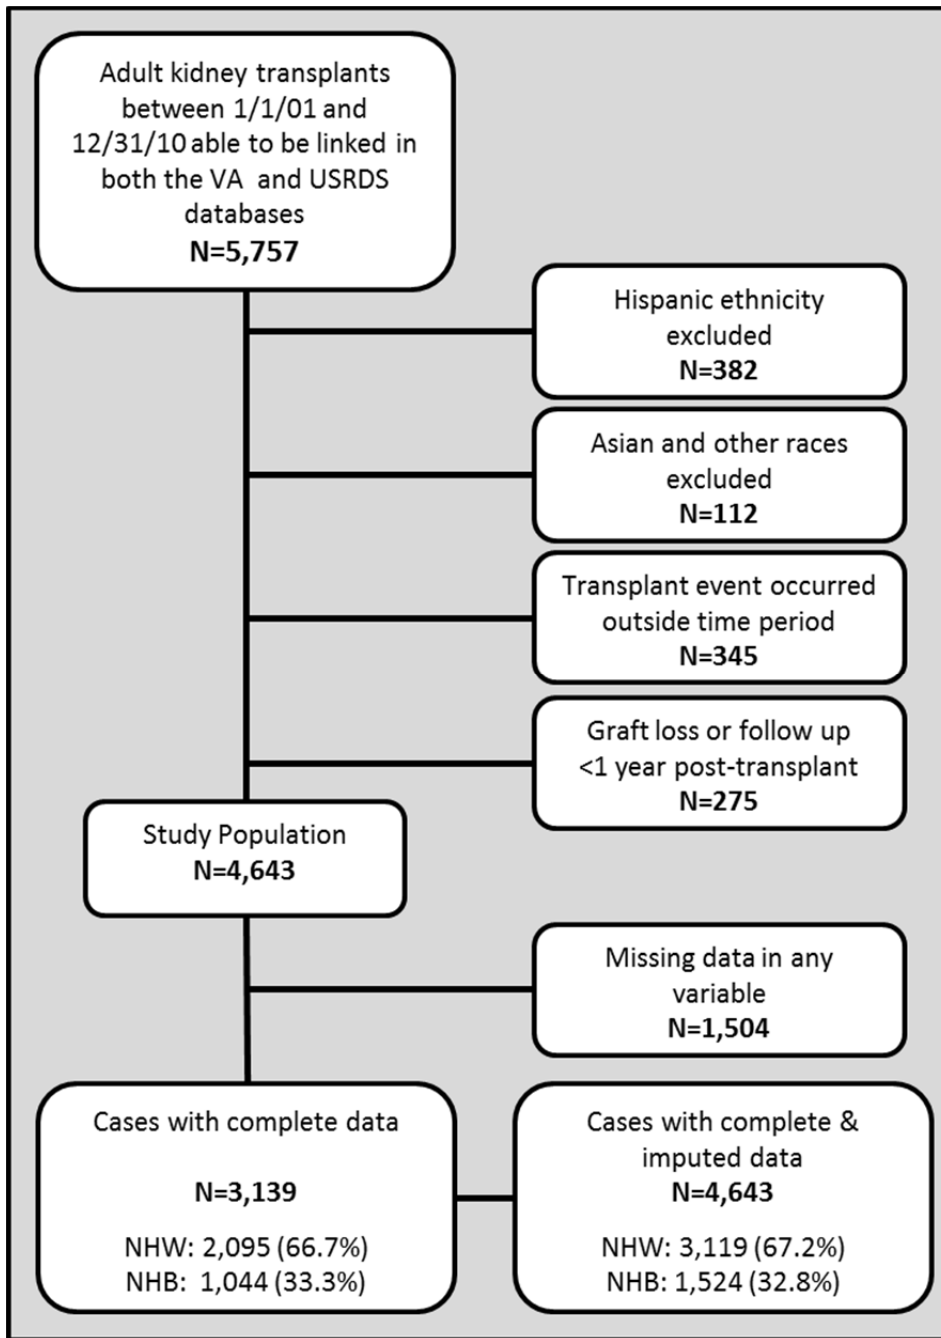 Adult kidney transplants
between 1/1/01 and
12/31/10 able to be linked in
both the VA and USRDS
databases
N=5,757
Hispanic ethnicity
excluded
N=382
Asian and other races
excluded
N=112
Transplant event occurred
outside time period
N=345
Graft loss or follow up
<1 year post-transplant
N=275
Study Population
N=4,643
Missing data in any
variable
N=1,504
Cases with complete data
N=3,139
NHW: 2,095 (66.7%)
NHB: 1,044 (33.3%)
Cases with complete &
imputed data
N=4,643
NHW: 3,119 (67.2%)
NHB: 1,524 (32.8%)